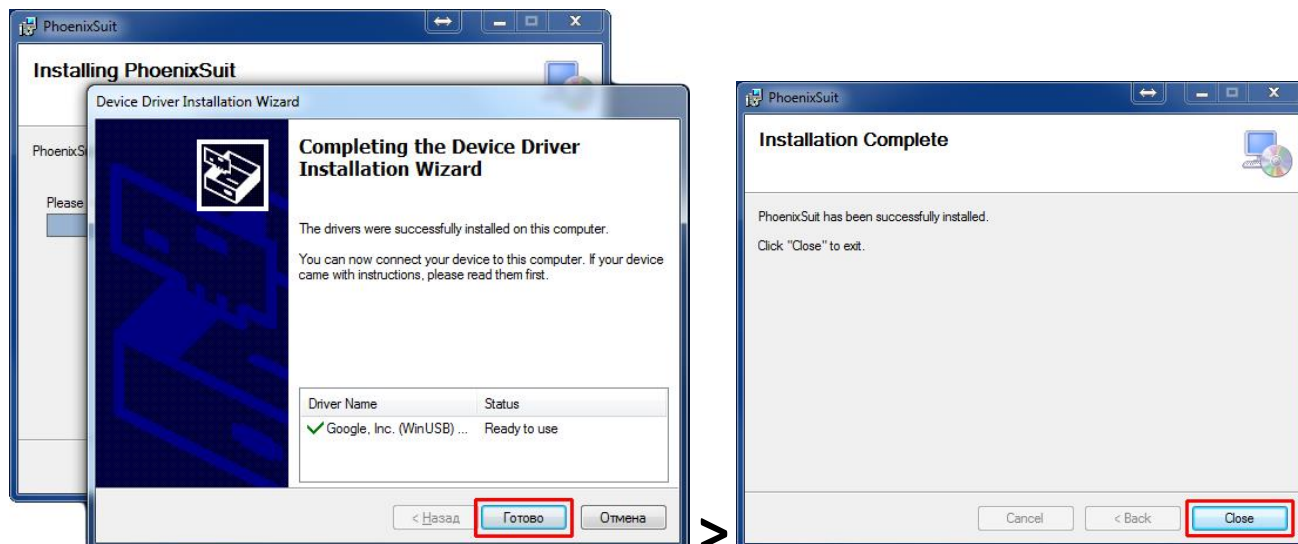 PhoenixSuit
Installing PhoenixSuit
Device Driver Installation Wizard
PhoenixS
Please
Completing the Device Driver
Installation Wizard
The drivers were successfully installed on this computer.
You can now connect your device to this computer. If your device
came with instructions, please read them first.
Driver Name Status
Google, Inc. (WinUSB) ... Ready to use
< Назад Готово Отмена
>
PhoenixSuit
Installation Complete
PhoenixSuit has been successfully installed.
Click "Close" to exit.
Cancel < Back Close